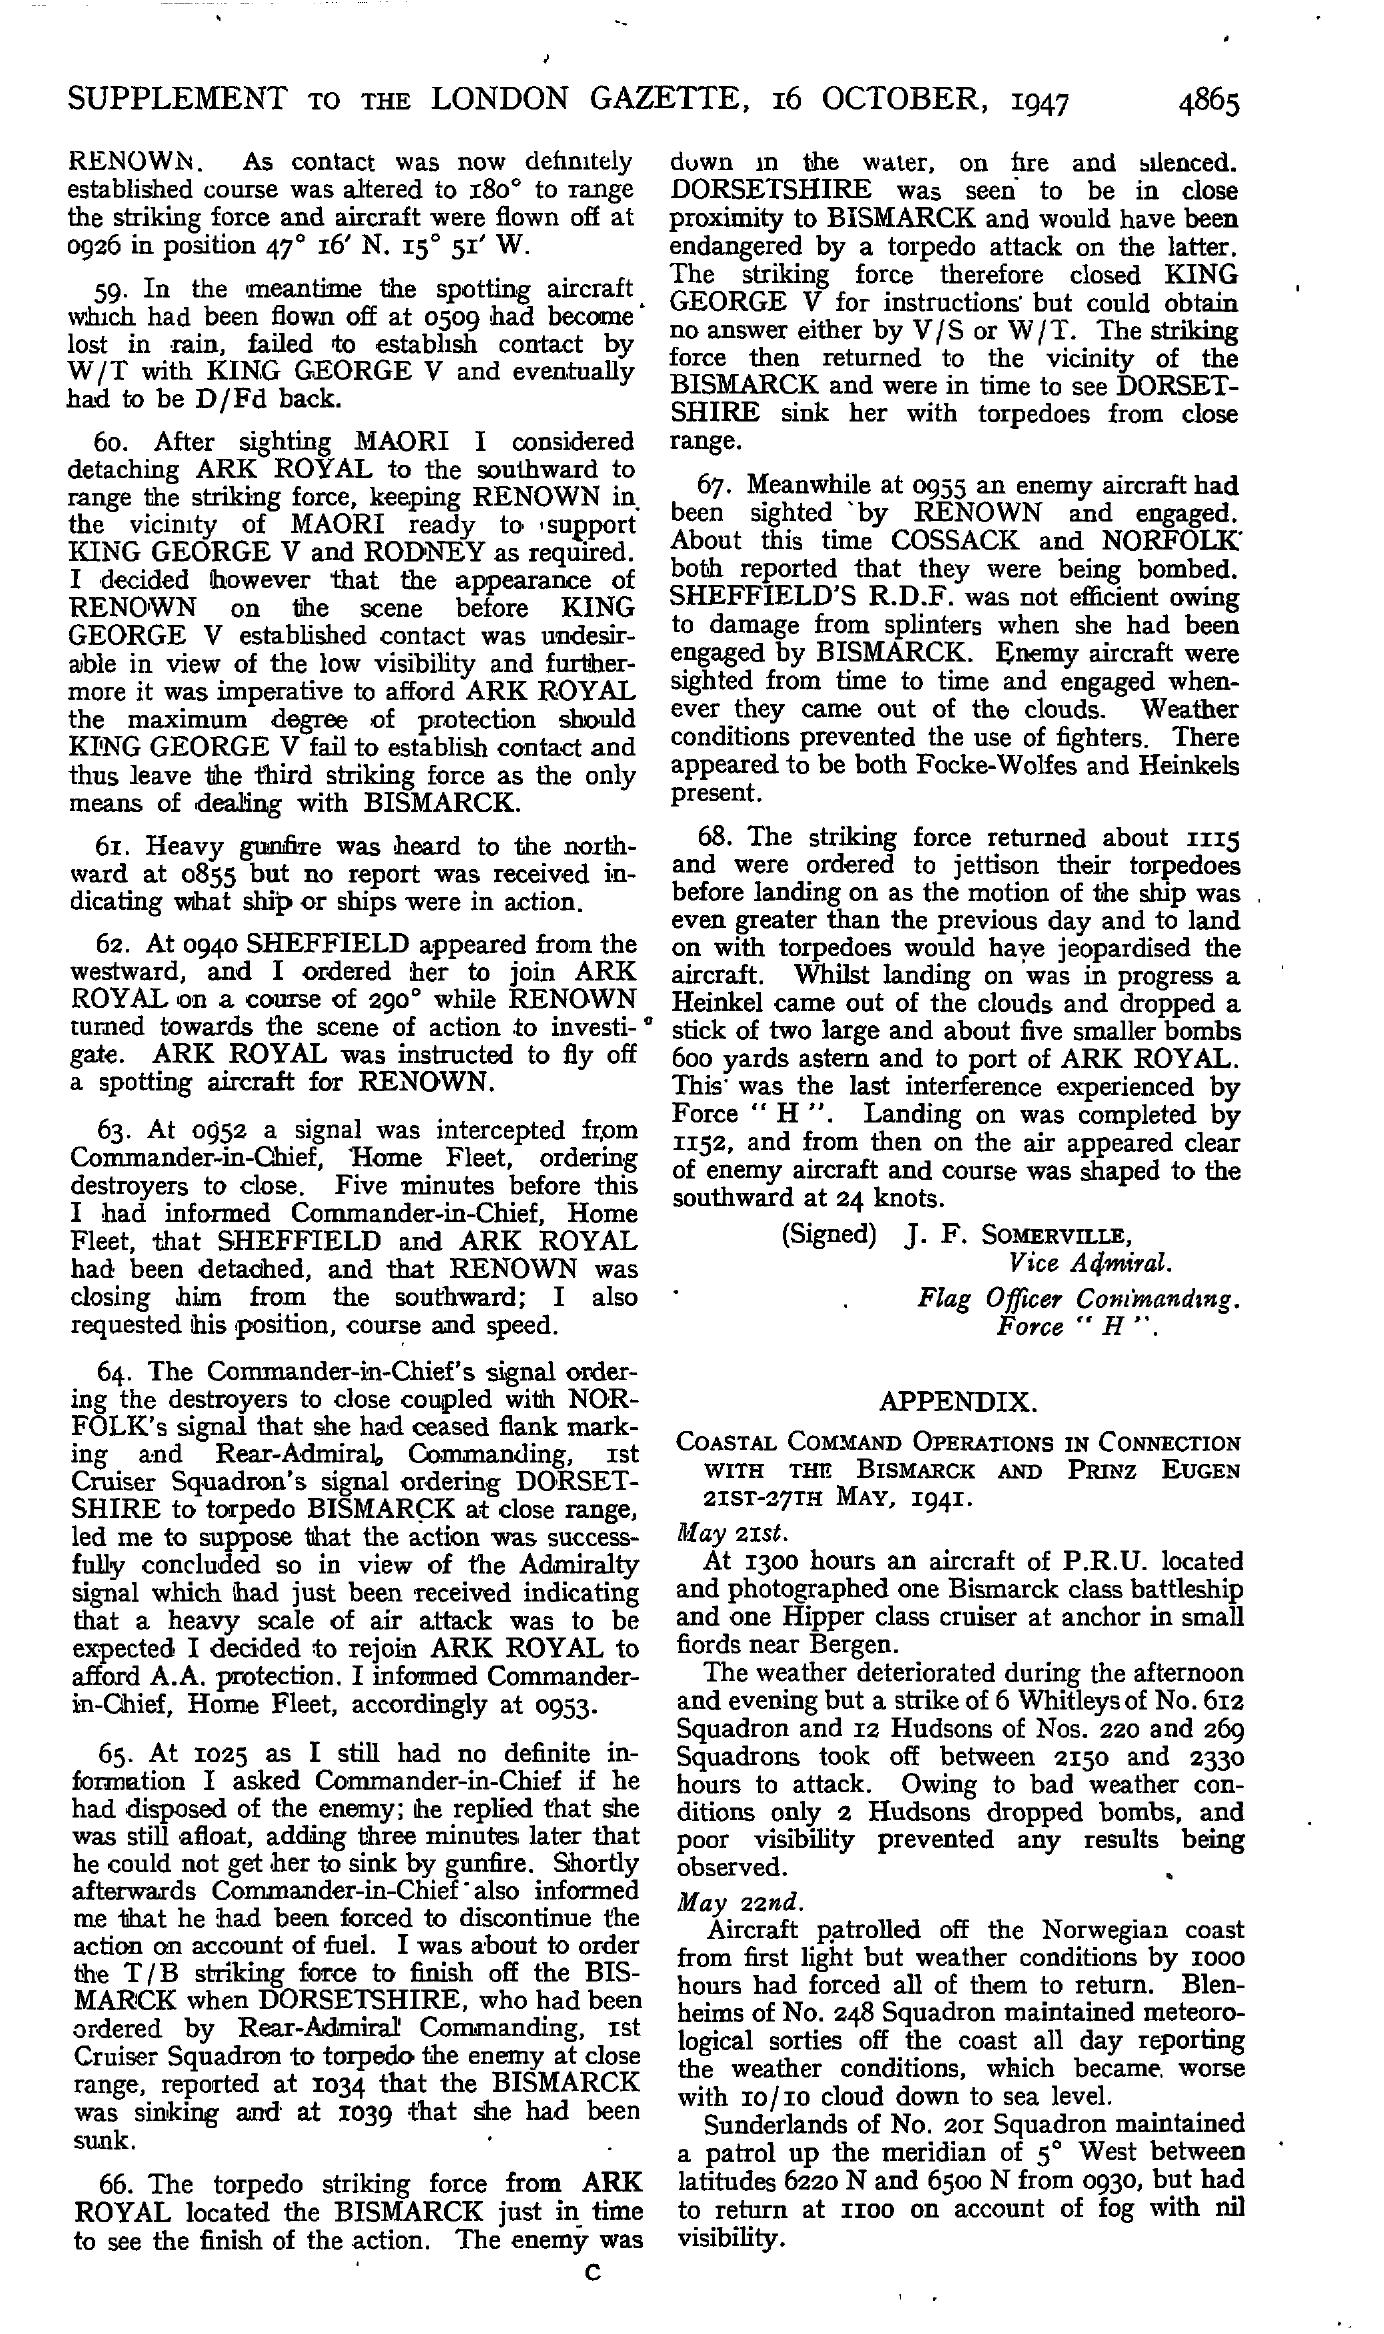 SUPPLEMENT TO THE LONDON GAZETTE, 16 OCTOBER, 1947 4865
RENOWN. As contact was now definitely
established course was altered to 180° to range
the striking force and aircraft were flown off at
0926 in position 47° 16′ N. 15° 51′ W.
59. In the meantime the spotting aircraft
which had been flown off at 0509 had become
lost in rain, failed to establish contact by
W/T with KING GEORGE V and eventually
had to be D/Fd back.
60. After sighting MAORI I considered
detaching ARK ROYAL to the southward to
range the striking force, keeping RENOWN in
the vicinity of MAORI ready to support
KING GEORGE V and RODNEY as required.
I decided however that the appearance of
RENOWN on the scene before KING
GEORGE V established contact was undesir-
able in view of the low visibility and further-
more it was imperative to afford ARK ROYAL
the maximum degree of protection should
KING GEORGE V fail to establish contact and
thus leave the third striking force as the only
means of dealing with BISMARCK.
61. Heavy gunfire was heard to the north-
ward at 0855 but no report was received in-
dicating what ship or ships were in action.
62. At 0940 SHEFFIELD appeared from the
westward, and I ordered her to join ARK
ROYAL on a course of 290° while RENOWN
turned towards the scene of action to investi-
gate. ARK ROYAL was instructed to fly off
a spotting aircraft for RENOWN.
63. At 0952 a signal was intercepted from
Commander-in-Chief, Home Fleet, ordering
destroyers to close. Five minutes before this
I had informed Commander-in-Chief, Home
Fleet, that SHEFFIELD and ARK ROYAL
had been detached, and that RENOWN was
closing him from the southward; I also
requested his position, course and speed.
64. The Commander-in-Chief's signal order-
ing the destroyers to close coupled with NOR-
FOLK's signal that she had ceased flank mark-
ing and Rear-Admiral, Commanding, 1st
Cruiser Squadron's signal ordering DORSET-
SHIRE to torpedo BISMARCK at close range,
led me to suppose that the action was success-
fully concluded so in view of the Admiralty
signal which had just been received indicating
that a heavy scale of air attack was to be
expected I decided to rejoin ARK ROYAL to
afford A.A. protection. I informed Commander-
in-Chief, Home Fleet, accordingly at 0953.
65. At 1025 as I still had no definite in-
formation I asked Commander-in-Chief if he
had disposed of the enemy; he replied that she
was still afloat, adding three minutes later that
he could not get her to sink by gunfire. Shortly
afterwards Commander-in-Chief also informed
me that he had been forced to discontinue the
action on account of fuel. I was about to order
the T/B striking force to finish off the BIS-
MARCK when DORSETSHIRE, who had been
ordered by Rear-Admiral Commanding, 1st
Cruiser Squadron to torpedo the enemy at close
range, reported at 1034 that the BISMARCK
was sinking and at 1039 that she had been
sunk.
66. The torpedo striking force from ARK
ROYAL located the BISMARCK just in time
to see the finish of the action. The enemy was
C
down in the water, on fire and silenced.
DORSETSHIRE was seen to be in close
proximity to BISMARCK and would have been
endangered by a torpedo attack on the latter.
The striking force therefore closed KING
GEORGE V for instructions but could obtain
no answer either by V/S or W/T. The striking
force then returned to the vicinity of the
BISMARCK and were in time to see DORSET-
SHIRE sink her with torpedoes from close
range.
67. Meanwhile at 0955 an enemy aircraft had
been sighted by RENOWN and engaged.
About this time COSSACK and NORFOLK
both reported that they were being bombed.
SHEFFIELD'S R.D.F. was not efficient owing
to damage from splinters when she had been
engaged by BISMARCK. Enemy aircraft were
sighted from time to time and engaged when-
ever they came out of the clouds. Weather
conditions prevented the use of fighters. There
appeared to be both Focke-Wolfes and Heinkels
present.
68. The striking force returned about 1115
and were ordered to jettison their torpedoes
before landing on as the motion of the ship was
even greater than the previous day and to land
on with torpedoes would have jeopardised the
aircraft. Whilst landing on was in progress a
Heinkel came out of the clouds and dropped a
stick of two large and about five smaller bombs
600 yards astern and to port of ARK ROYAL.
This was the last interference experienced by
Force " H ". Landing on was completed by
1152, and from then on the air appeared clear
of enemy aircraft and course was shaped to the
southward at 24 knots.
(Signed) J. F. SOMERVILLE,
Vice Admiral.
Flag Officer Commanding.
Force " H ".
APPENDIX.
COASTAL COMMAND OPERATIONS IN CONNECTION
WITH THE BISMARCK AND PRINZ EUGEN
21ST-27TH MAY, 1941.
May 21st.
At 1300 hours an aircraft of P.R.U. located
and photographed one Bismarck class battleship
and one Hipper class cruiser at anchor in small
fiords near Bergen.
The weather deteriorated during the afternoon
and evening but a strike of 6 Whitleys of No. 612
Squadron and 12 Hudsons of Nos. 220 and 269
Squadrons took off between 2150 and 2330
hours to attack. Owing to bad weather con-
ditions only 2 Hudsons dropped bombs, and
poor visibility prevented any results being
observed.
May 22nd.
Aircraft patrolled off the Norwegian coast
from first light but weather conditions by 1000
hours had forced all of them to return. Blen-
heims of No. 248 Squadron maintained meteoro-
logical sorties off the coast all day reporting
the weather conditions, which became worse
with 10/10 cloud down to sea level.
Sunderlands of No. 201 Squadron maintained
a patrol up the meridian of 5° West between
latitudes 6220 N and 6500 N from 0930, but had
to return at 1100 on account of fog with nil
visibility.